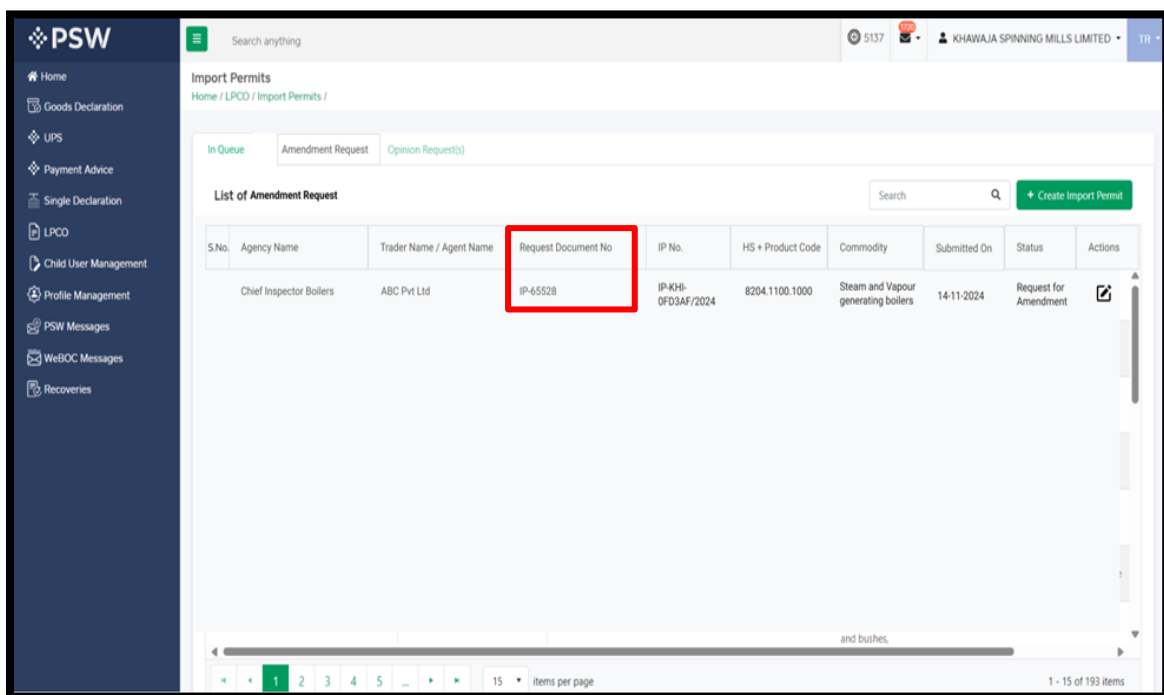 PSW
Search anything
5137
1720
KHAWAJA SPINNING MILLS LIMITED
TR
Home
Goods Declaration
UPS
Payment Advice
Single Declaration
LPCO
Child User Management
Profile Management
PSW Messages
WeBOC Messages
Recoveries
Import Permits
Home / LPCO / Import Permits /
In Queue Amendment Request Opinion Request(s)
List of Amendment Request
Search
+ Create Import Permit
S.No. Agency Name Trader Name / Agent Name Request Document No IP No. HS + Product Code Commodity Submitted On Status Actions
Chief Inspector Boilers ABC Pvt Ltd IP-65528 IP-KHI- 8204.1100.1000 Steam and Vapour 14-11-2024 Request for
0FD3AF/2024 generating boilers Amendment
and bushes,
1 2 3 4 5 ... 15 items per page 1 - 15 of 193 items